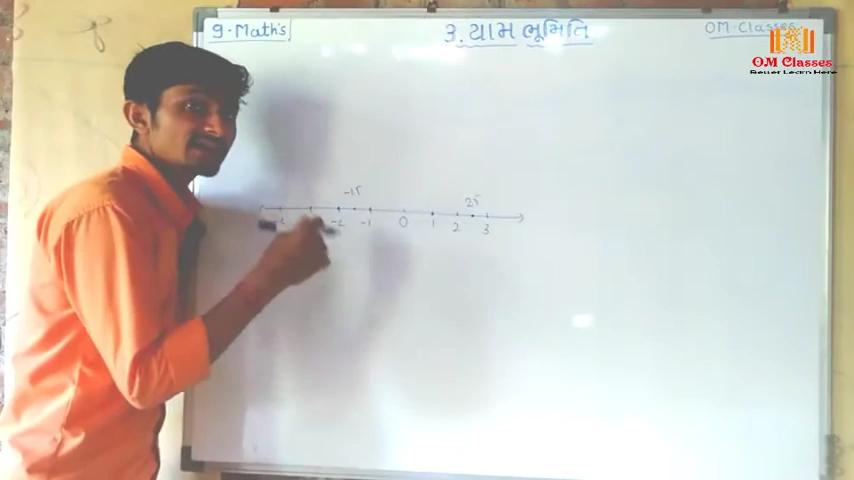 9. Math's
3. યામ ભૂમિતિ
OM-Classes
OM Classes
Better Learn Here
-1.5
2.5
-2 -1 0 1 2 3